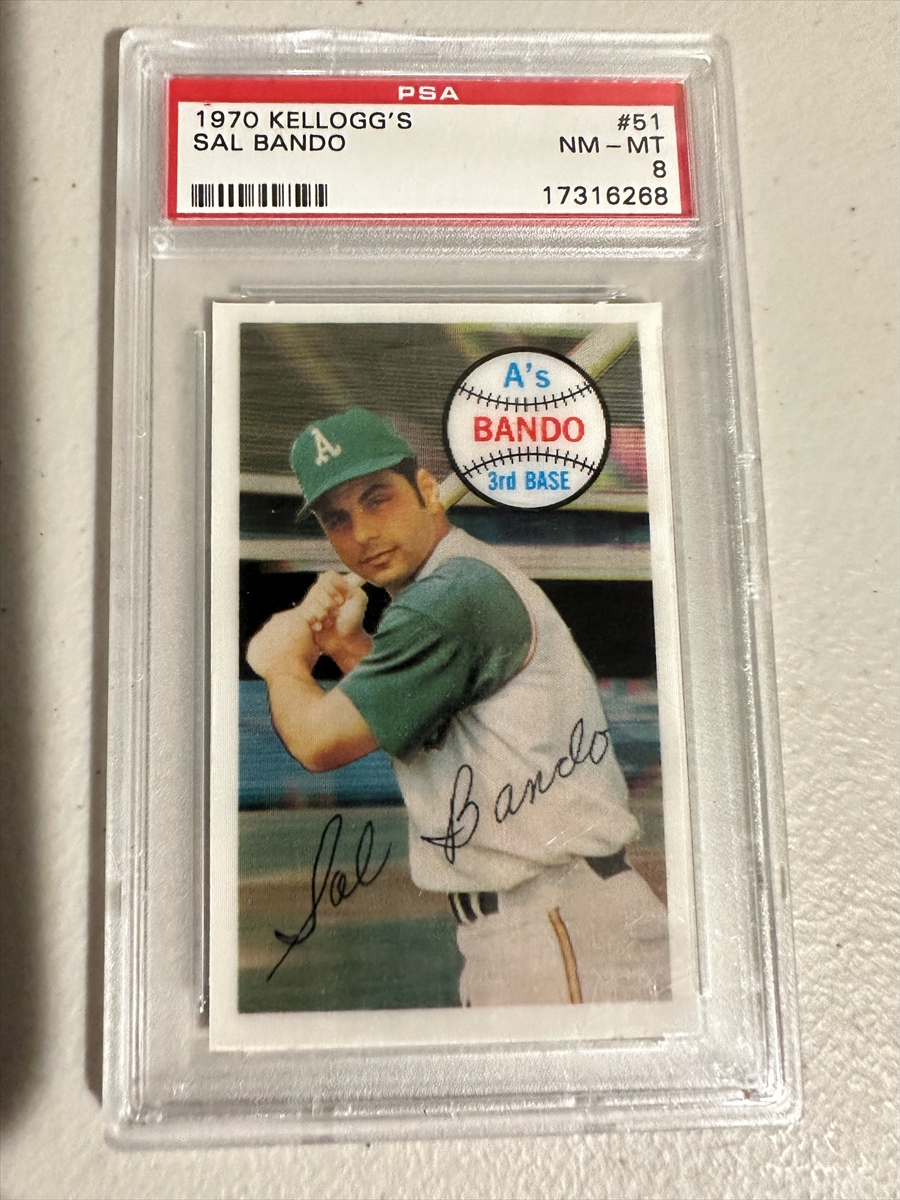 PSA
1970 KELLOGG'S #51
SAL BANDO NM - MT
8
17316268
A's
BANDO
3rd BASE
A
Sal Bando